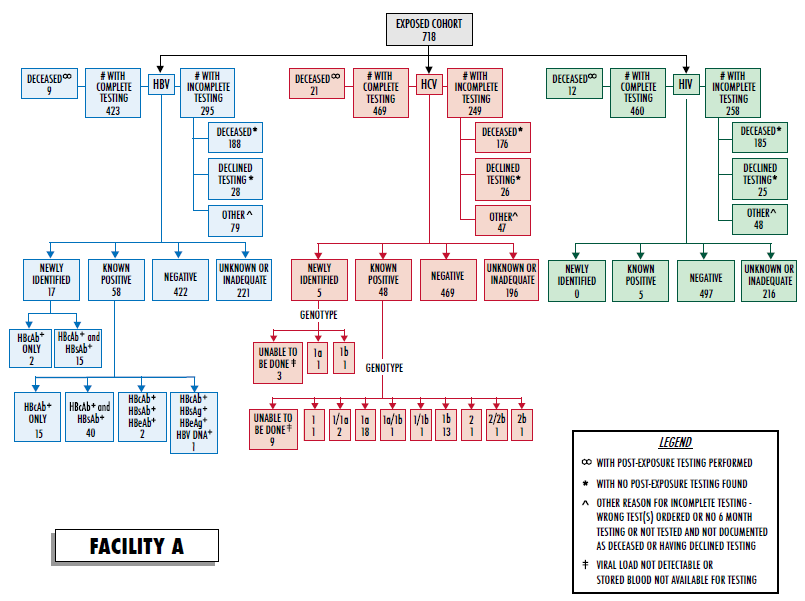 EXPOSED COHORT
718
DECEASED∞
9
# WITH
COMPLETE
TESTING
423
HBV
# WITH
INCOMPLETE
TESTING
295
DECEASED*
188
DECLINED
TESTING*
28
OTHER^
79
DECEASED∞
21
# WITH
COMPLETE
TESTING
469
HCV
# WITH
INCOMPLETE
TESTING
249
DECEASED*
176
DECLINED
TESTING*
26
OTHER^
47
DECEASED∞
12
# WITH
COMPLETE
TESTING
460
HIV
# WITH
INCOMPLETE
TESTING
258
DECEASED*
185
DECLINED
TESTING*
25
OTHER^
48
NEWLY
IDENTIFIED
17
KNOWN
POSITIVE
58
NEGATIVE
422
UNKNOWN OR
INADEQUATE
221
NEWLY
IDENTIFIED
5
KNOWN
POSITIVE
48
NEGATIVE
469
UNKNOWN OR
INADEQUATE
196
NEWLY
IDENTIFIED
0
KNOWN
POSITIVE
5
NEGATIVE
497
UNKNOWN OR
INADEQUATE
216
HBcAb+
ONLY
2
HBcAb+ and
HBsAb+
15
HBcAb+
ONLY
15
HBcAb+ and
HBsAb+
40
HBcAb+
HBsAb+
HBeAb+
2
HBcAb+
HBsAg+
HBeAg+
HBV DNA+
1
GENOTYPE
UNABLE TO
BE DONE‡
3
1a
1
1b
1
GENOTYPE
UNABLE TO
BE DONE‡
9
1
1
1/1a
2
1a
18
1a/1b
1
1/1b
1
1b
13
2
1
2/2b
1
2b
1
LEGEND
∞ WITH POST-EXPOSURE TESTING PERFORMED
* WITH NO POST-EXPOSURE TESTING FOUND
^ OTHER REASON FOR INCOMPLETE TESTING -
WRONG TEST(S) ORDERED OR NO 6 MONTH
TESTING OR NOT TESTED AND NOT DOCUMENTED
AS DECEASED OR HAVING DECLINED TESTING
‡ VIRAL LOAD NOT DETECTABLE OR
STORED BLOOD NOT AVAILABLE FOR TESTING
FACILITY A